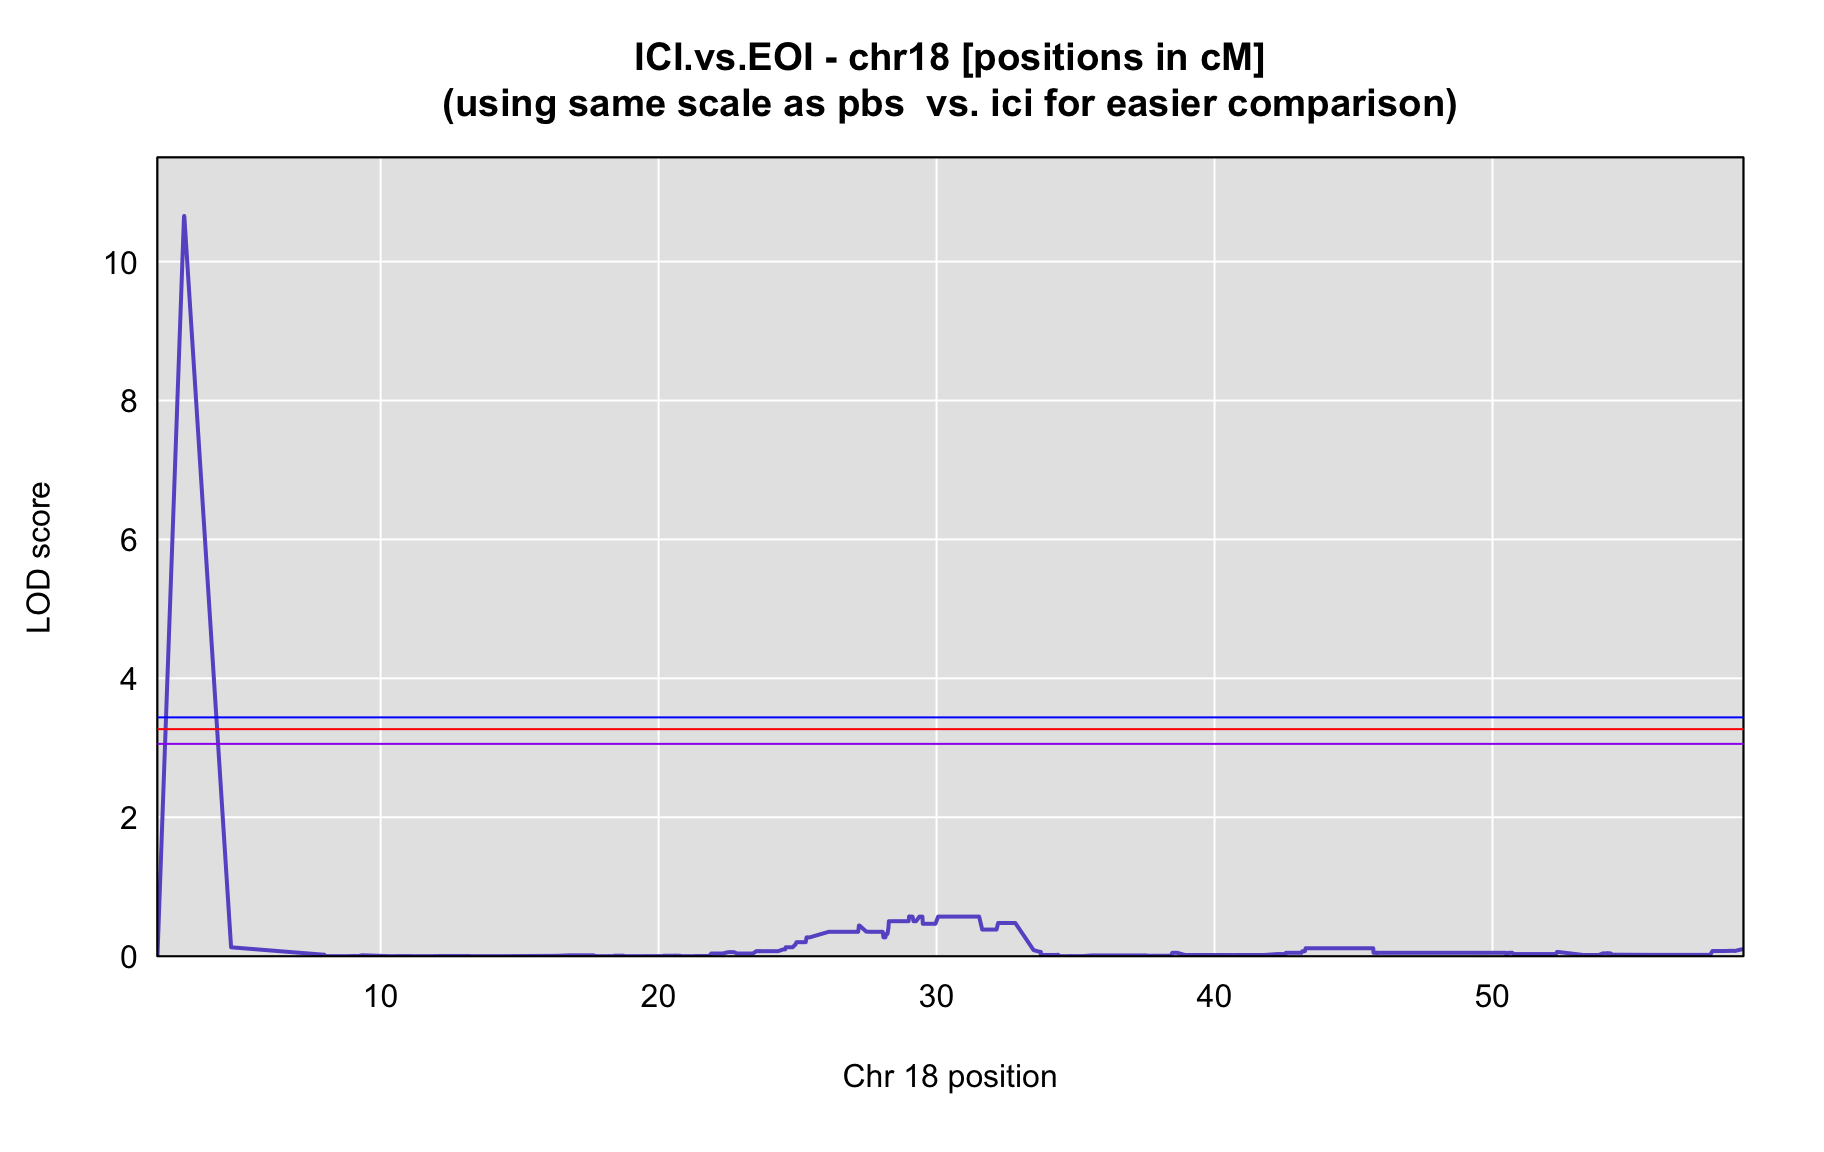 ICI.vs.EOI - chr18 [positions in cM]
(using same scale as pbs  vs. ici for easier comparison)
LOD score
10
8
6
4
2
0
10
20
30
40
50
Chr 18 position